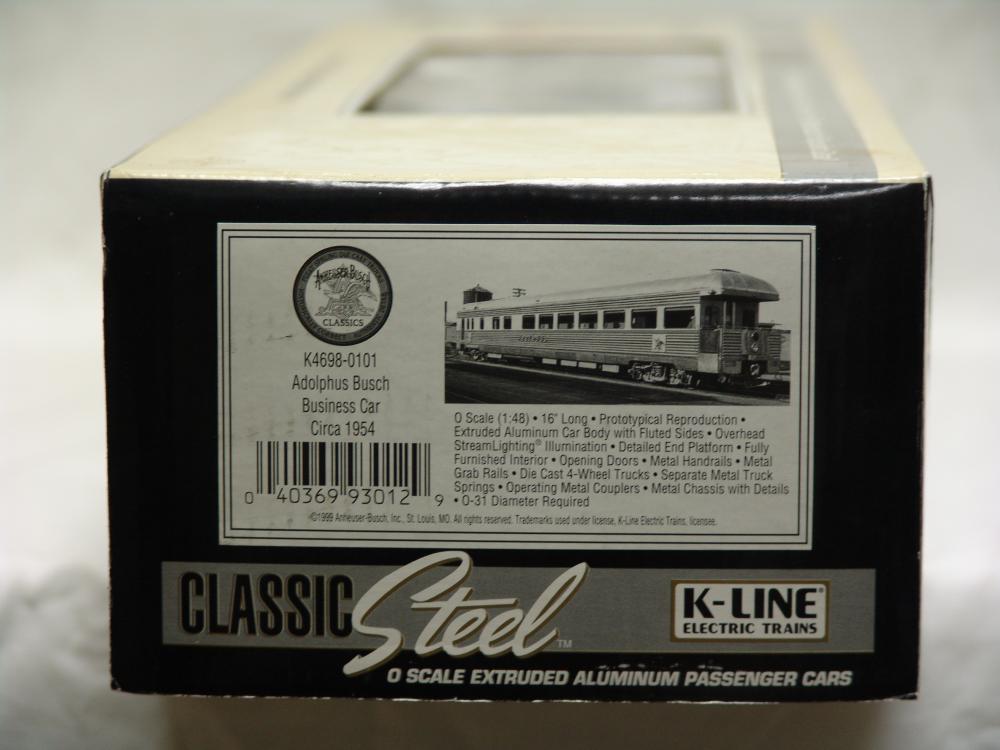 ANHEUSER-BUSCH
CLASSICS
K4698-0101
Adolphus Busch
Business Car
Circa 1954
0 40369 93012 9
O Scale (1:48) • 16" Long • Prototypical Reproduction •
Extruded Aluminum Car Body with Fluted Sides • Overhead
StreamLighting® Illumination • Detailed End Platform • Fully
Furnished Interior • Opening Doors • Metal Handrails • Metal
Grab Rails • Die Cast 4-Wheel Trucks • Separate Metal Truck
Springs • Operating Metal Couplers • Metal Chassis with Details
• O-31 Diameter Required
©1999 Anheuser-Busch, Inc., St. Louis, MO. All rights reserved. Trademarks used under license, K-Line Electric Trains, licensee.
CLASSIC Steel™
K-LINE®
ELECTRIC TRAINS
O SCALE EXTRUDED ALUMINUM PASSENGER CARS